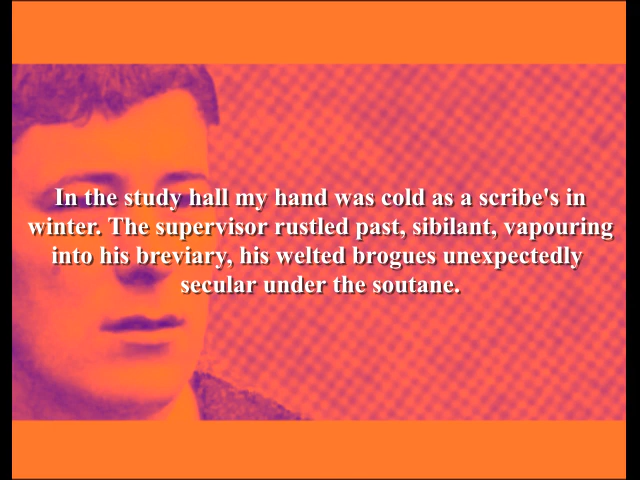 In the study hall my hand was cold as a scribe's in
winter. The supervisor rustled past, sibilant, vapouring
into his breviary, his welted brogues unexpectedly
secular under the soutane.